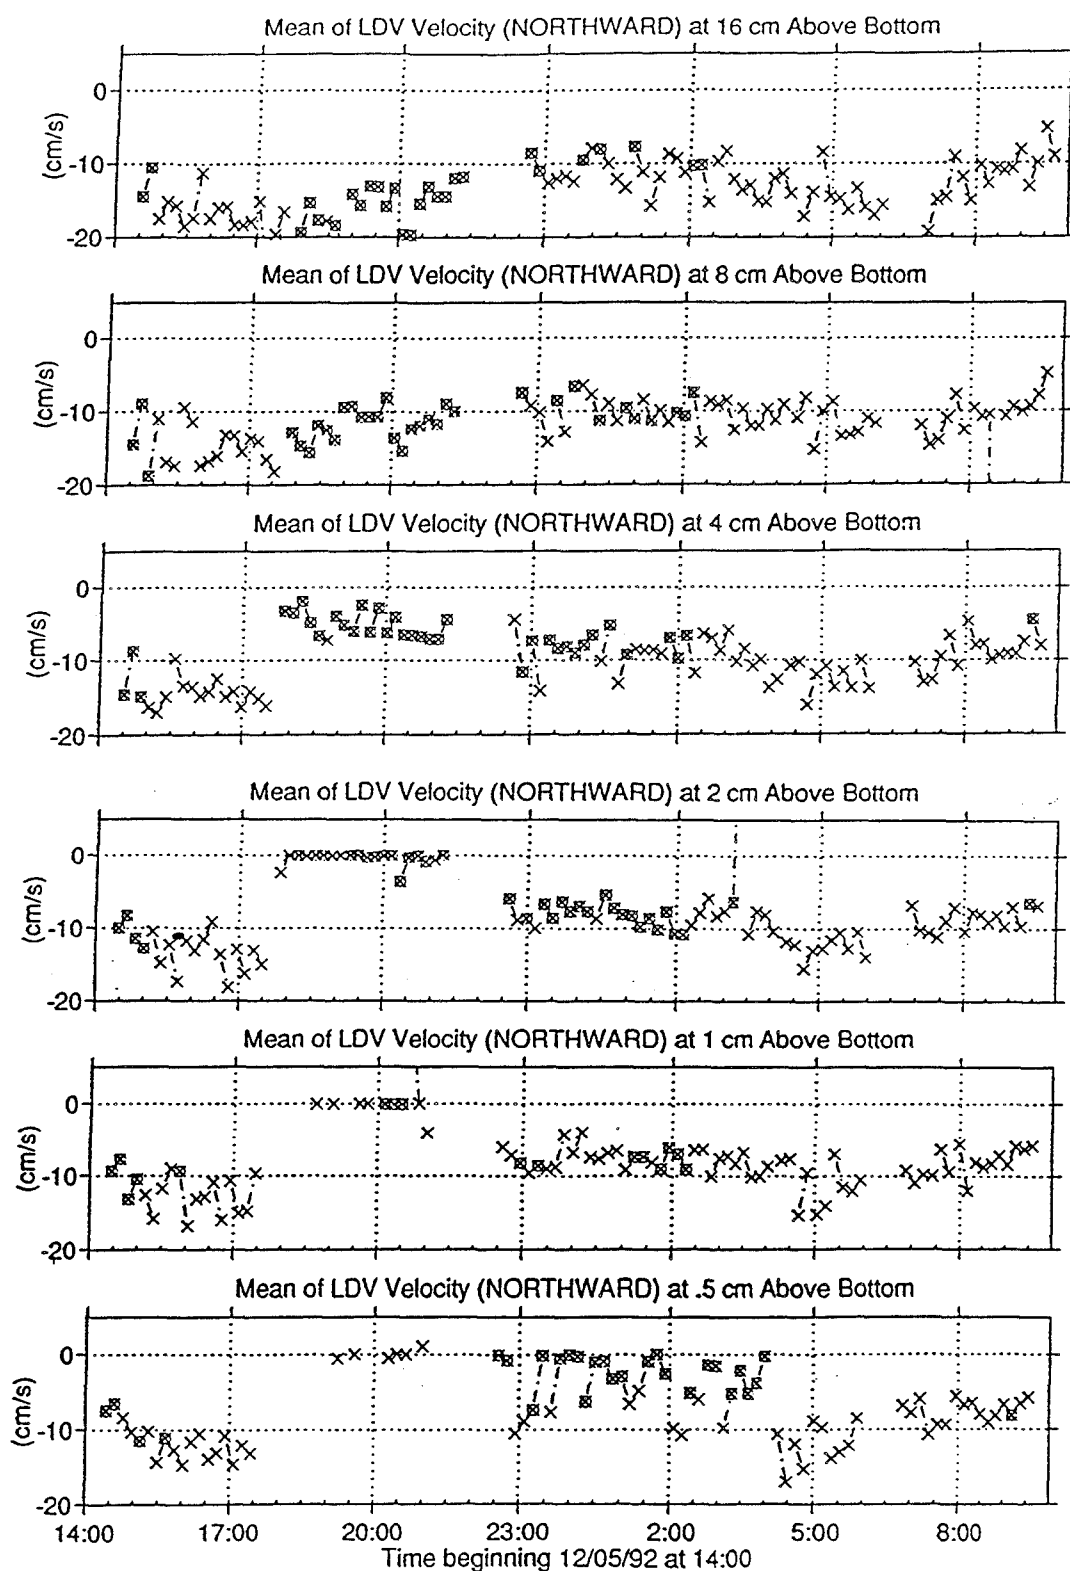 Mean of LDV Velocity (NORTHWARD) at 16 cm Above Bottom
(cm/s)
0
-10
-20
Mean of LDV Velocity (NORTHWARD) at 8 cm Above Bottom
(cm/s)
0
-10
-20
Mean of LDV Velocity (NORTHWARD) at 4 cm Above Bottom
(cm/s)
0
-10
-20
Mean of LDV Velocity (NORTHWARD) at 2 cm Above Bottom
(cm/s)
0
-10
-20
Mean of LDV Velocity (NORTHWARD) at 1 cm Above Bottom
(cm/s)
0
-10
-20
Mean of LDV Velocity (NORTHWARD) at .5 cm Above Bottom
(cm/s)
0
-10
-20
14:00 17:00 20:00 23:00 2:00 5:00 8:00
Time beginning 12/05/92 at 14:00